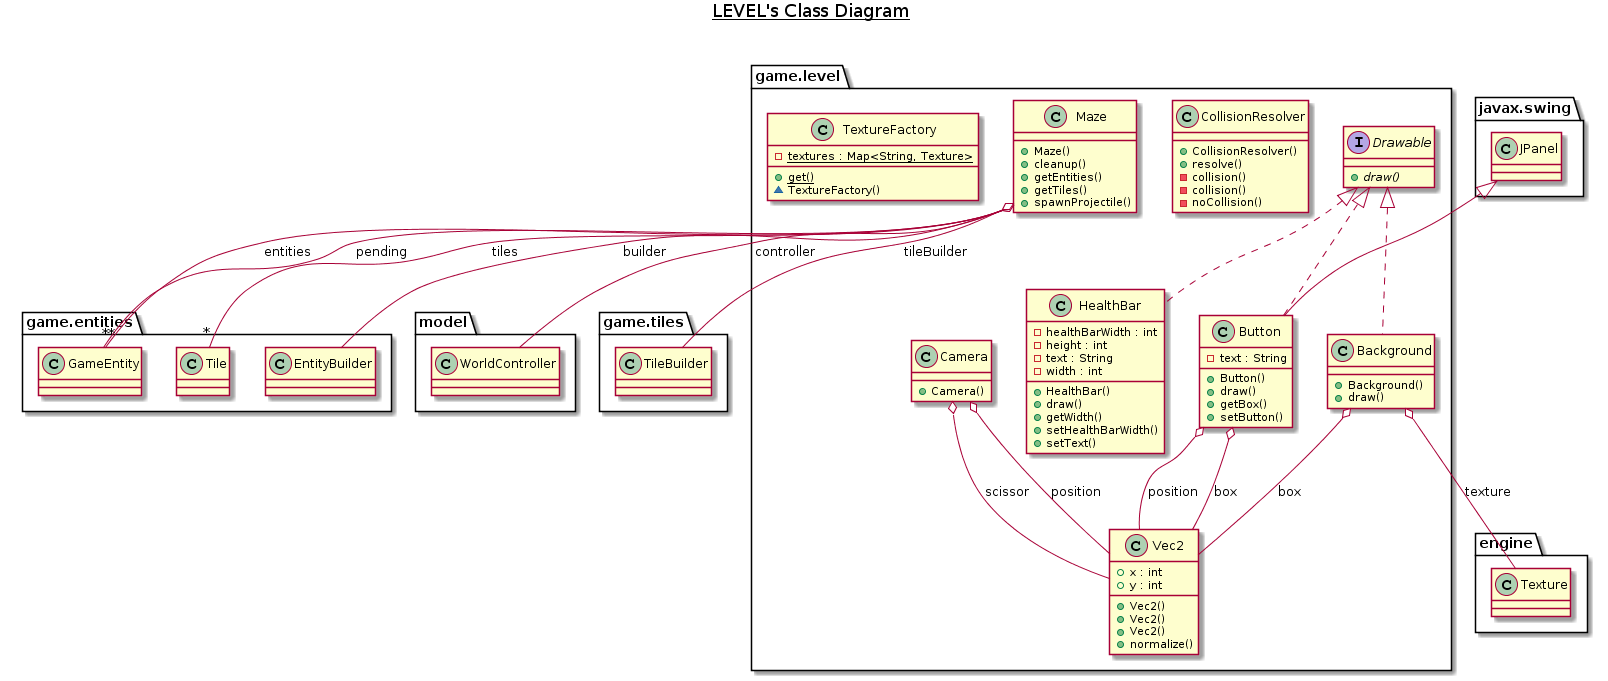 LEVEL's Class Diagram
game.level
C TextureFactory
textures : Map<String, Texture>
get()
TextureFactory()
C Maze
Maze()
cleanup()
getEntities()
getTiles()
spawnProjectile()
C CollisionResolver
CollisionResolver()
resolve()
collision()
collision()
noCollision()
I Drawable
draw()
javax.swing
C JPanel
entities
pending
tiles
builder
controller
tileBuilder
game.entities
**
*
C GameEntity
C Tile
C EntityBuilder
model
C WorldController
game.tiles
C TileBuilder
C Camera
Camera()
C HealthBar
healthBarWidth : int
height : int
text : String
width : int
HealthBar()
draw()
getWidth()
setHealthBarWidth()
setText()
C Button
text : String
Button()
draw()
getBox()
setButton()
C Background
Background()
draw()
scissor
position
position
box
box
texture
C Vec2
x : int
y : int
Vec2()
Vec2()
Vec2()
normalize()
engine
C Texture